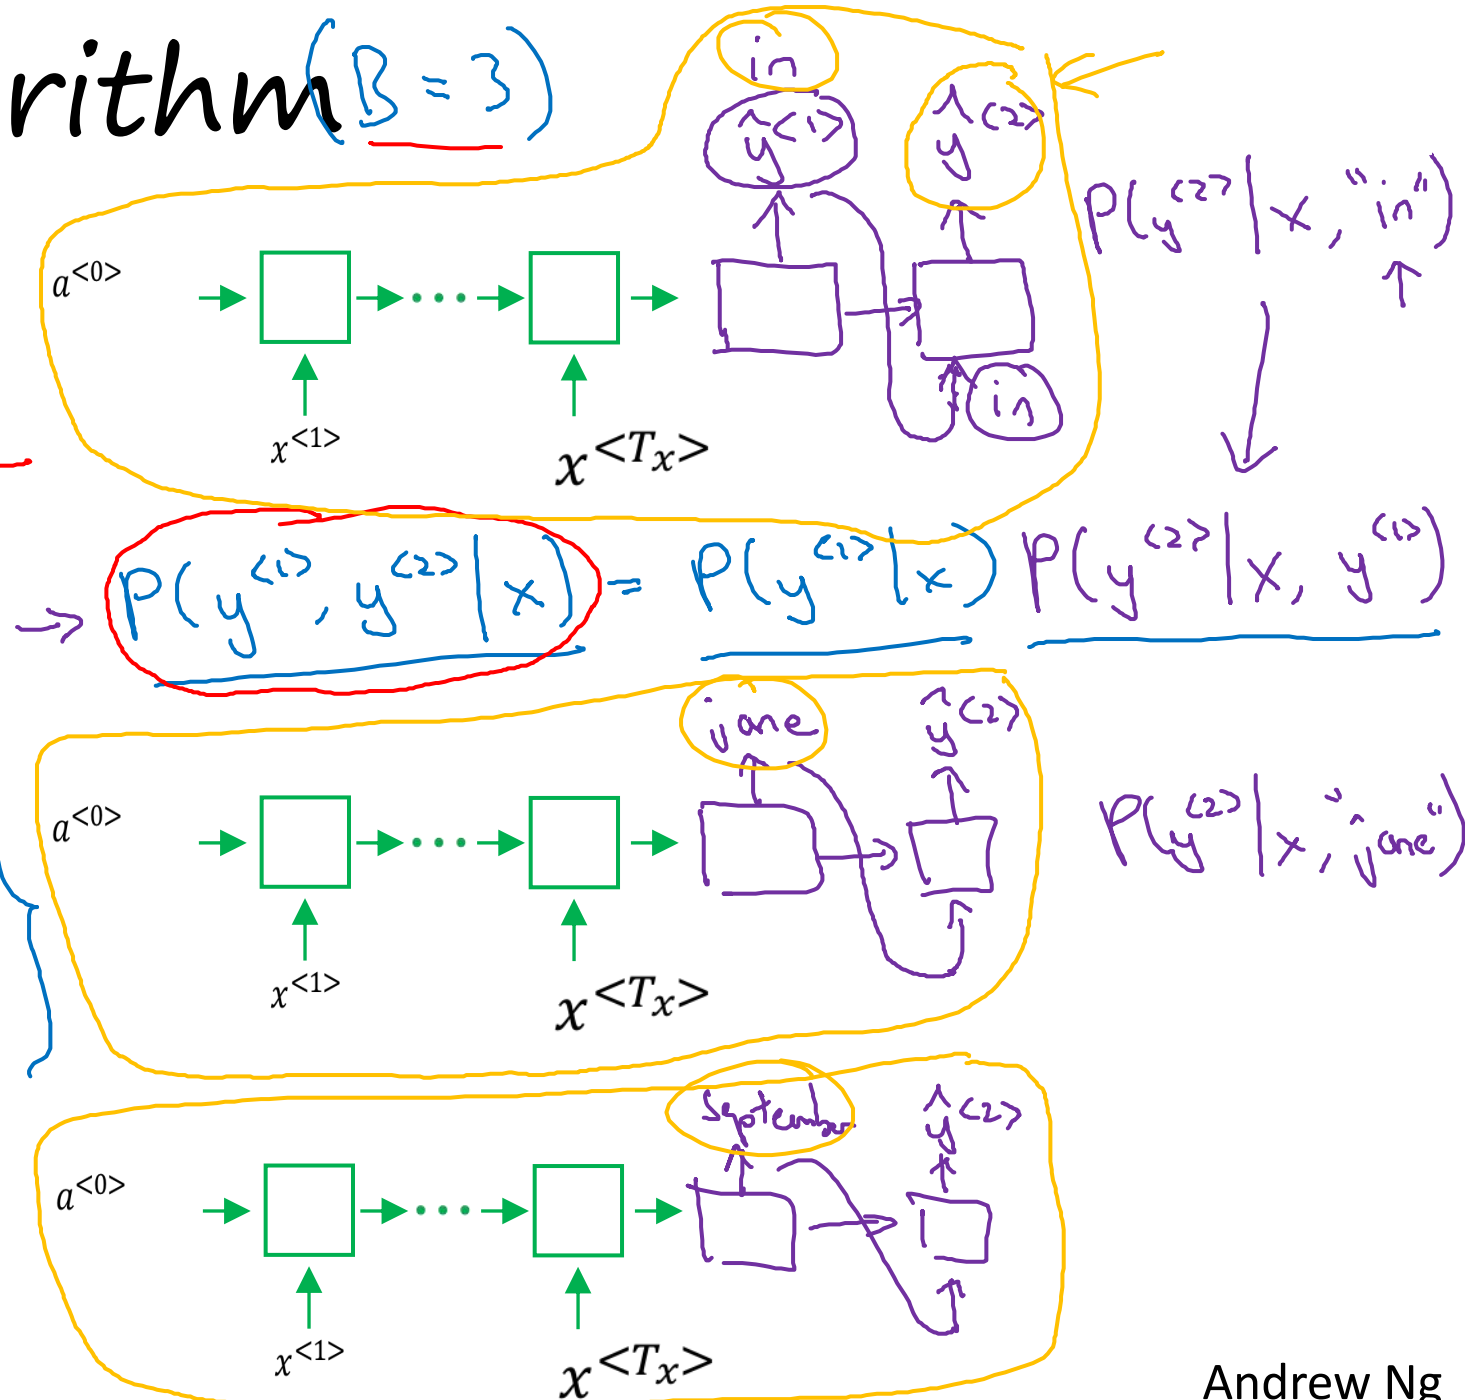 rithm (B = 3)
in
ŷ<1> ŷ<2>
P(y<2> | x, "in")
a<0>
in
x<1> x<Tx>
→ P(y<1>, y<2> | x) = P(y<1> | x) P(y<2> | x, y<1>)
jane ŷ<2>
a<0>
P(y<2> | x, "jane")
x<1> x<Tx>
September ŷ<2>
a<0>
x<1> x<Tx>
Andrew Ng